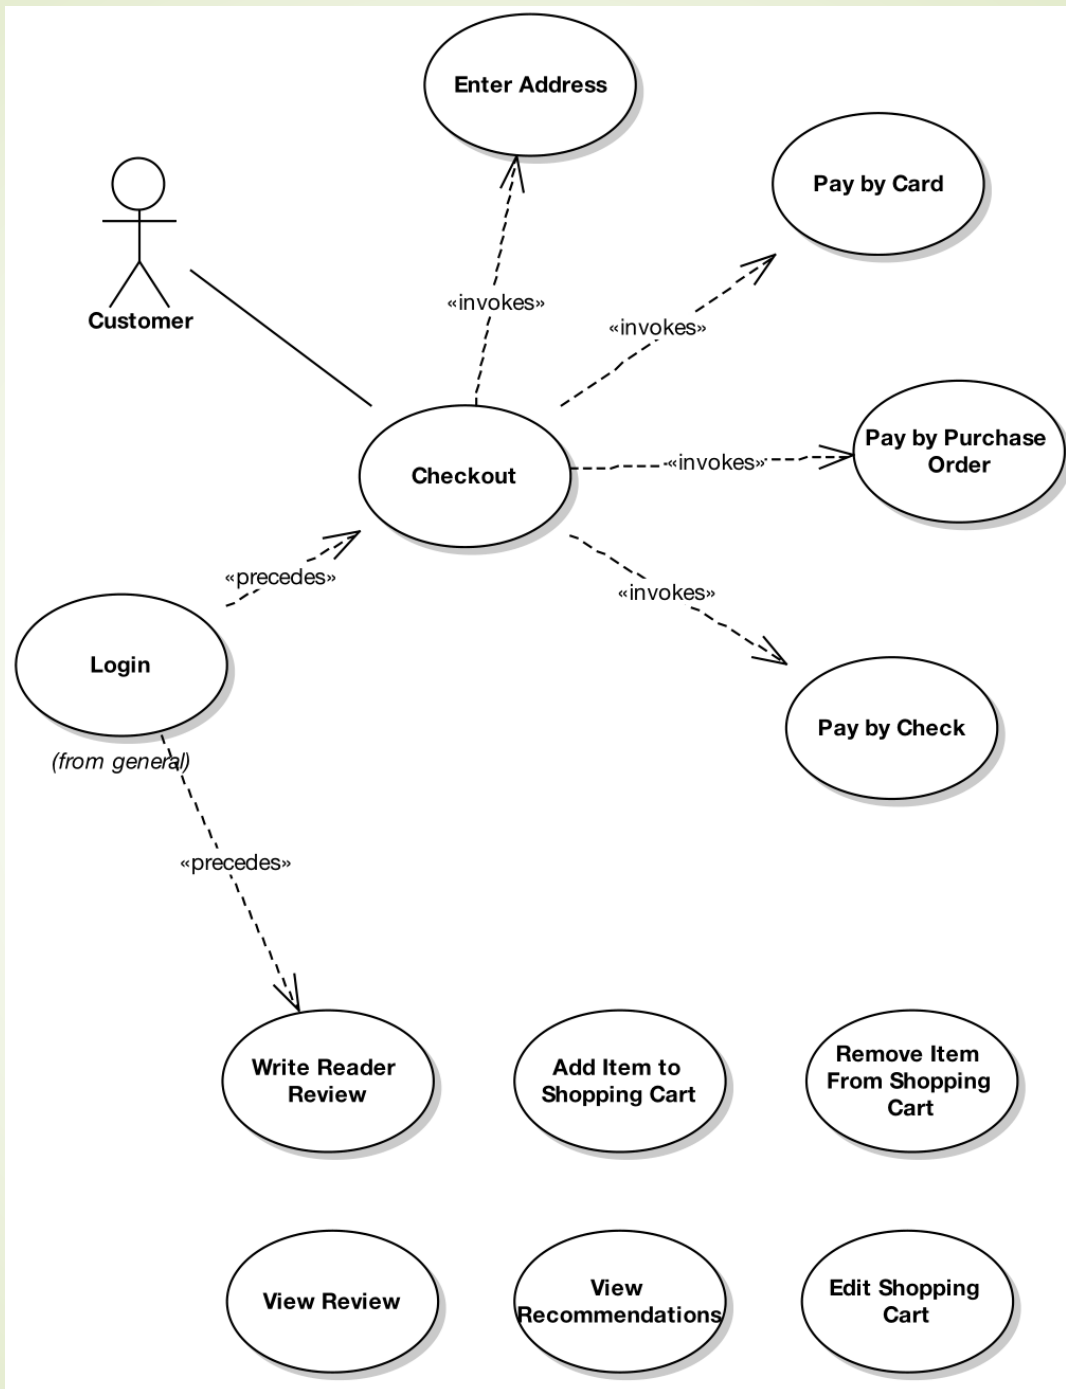 Enter Address
Pay by Card
Customer
«invokes»
«invokes»
Pay by Purchase
Order
«invokes»
Checkout
«precedes»
«invokes»
Login
(from general)
Pay by Check
«precedes»
Write Reader
Review
Add Item to
Shopping Cart
Remove Item
From Shopping
Cart
View Review
View
Recommendations
Edit Shopping
Cart